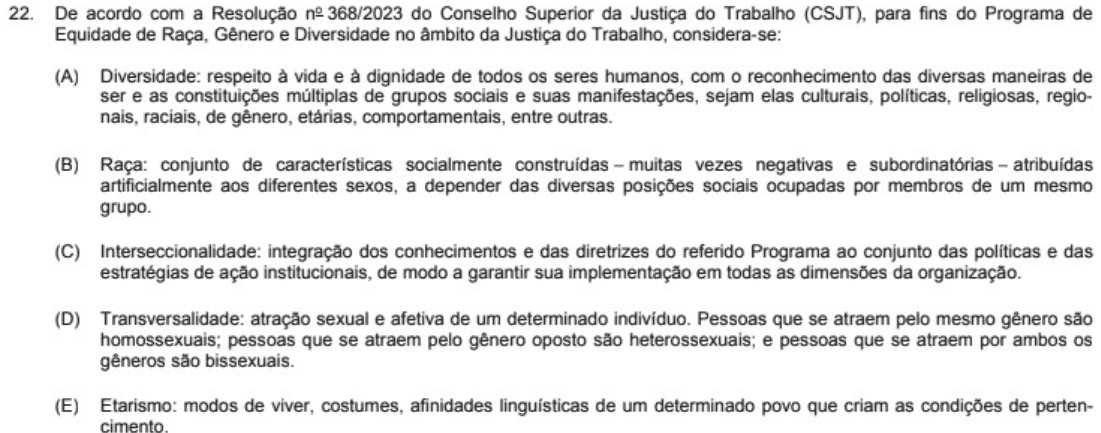 22. De acordo com a Resolução nº 368/2023 do Conselho Superior da Justiça do Trabalho (CSJT), para fins do Programa de
Equidade de Raça, Gênero e Diversidade no âmbito da Justiça do Trabalho, considera-se:
(A) Diversidade: respeito à vida e à dignidade de todos os seres humanos, com o reconhecimento das diversas maneiras de
ser e as constituições múltiplas de grupos sociais e suas manifestações, sejam elas culturais, políticas, religiosas, regio-
nais, raciais, de gênero, etárias, comportamentais, entre outras.
(B) Raça: conjunto de características socialmente construídas – muitas vezes negativas e subordinatórias – atribuídas
artificialmente aos diferentes sexos, a depender das diversas posições sociais ocupadas por membros de um mesmo
grupo.
(C) Interseccionalidade: integração dos conhecimentos e das diretrizes do referido Programa ao conjunto das políticas e das
estratégias de ação institucionais, de modo a garantir sua implementação em todas as dimensões da organização.
(D) Transversalidade: atração sexual e afetiva de um determinado indivíduo. Pessoas que se atraem pelo mesmo gênero são
homossexuais; pessoas que se atraem pelo gênero oposto são heterossexuais; e pessoas que se atraem por ambos os
gêneros são bissexuais.
(E) Etarismo: modos de viver, costumes, afinidades linguísticas de um determinado povo que criam as condições de perten-
cimento.